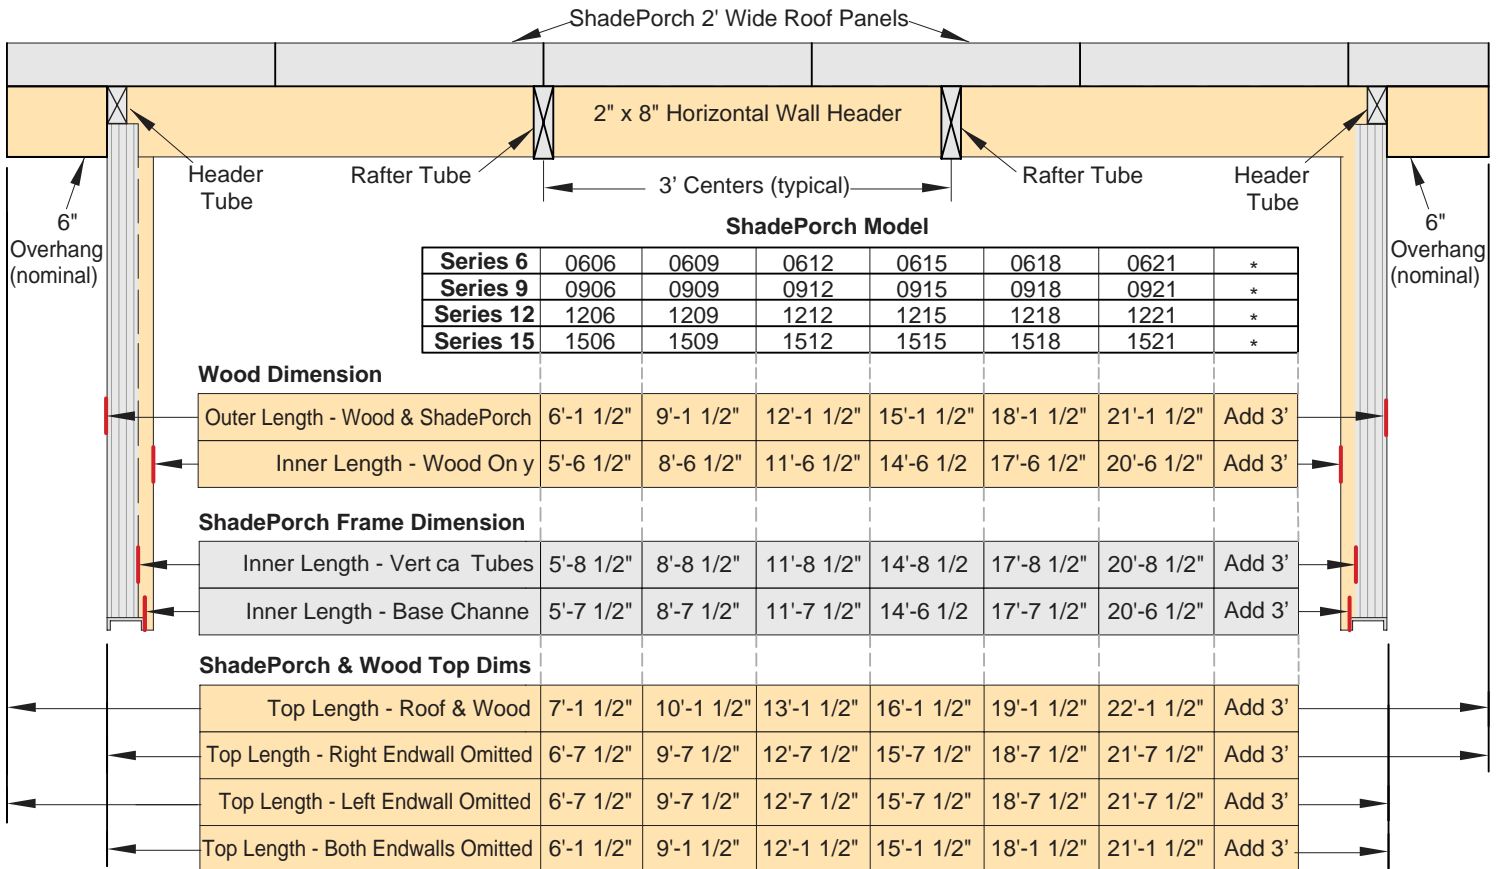 ShadePorch 2' Wide Roof Panels
2" x 8" Horizontal Wall Header
Header Tube
Rafter Tube
3' Centers (typical)
Rafter Tube
Header Tube
6" Overhang (nominal)
6" Overhang (nominal)
ShadePorch Model
Series 6 0606 0609 0612 0615 0618 0621 *
Series 9 0906 0909 0912 0915 0918 0921 *
Series 12 1206 1209 1212 1215 1218 1221 *
Series 15 1506 1509 1512 1515 1518 1521 *
Wood Dimension
Outer Length - Wood & ShadePorch 6'-1 1/2" 9'-1 1/2" 12'-1 1/2" 15'-1 1/2" 18'-1 1/2" 21'-1 1/2" Add 3'
Inner Length - Wood On y 5'-6 1/2" 8'-6 1/2" 11'-6 1/2" 14'-6 1/2 17'-6 1/2" 20'-6 1/2" Add 3'
ShadePorch Frame Dimension
Inner Length - Vert ca Tubes 5'-8 1/2" 8'-8 1/2" 11'-8 1/2" 14'-8 1/2 17'-8 1/2" 20'-8 1/2" Add 3'
Inner Length - Base Channe 5'-7 1/2" 8'-7 1/2" 11'-7 1/2" 14'-6 1/2 17'-7 1/2" 20'-6 1/2" Add 3'
ShadePorch & Wood Top Dims
Top Length - Roof & Wood 7'-1 1/2" 10'-1 1/2" 13'-1 1/2" 16'-1 1/2" 19'-1 1/2" 22'-1 1/2" Add 3'
Top Length - Right Endwall Omitted 6'-7 1/2" 9'-7 1/2" 12'-7 1/2" 15'-7 1/2" 18'-7 1/2" 21'-7 1/2" Add 3'
Top Length - Left Endwall Omitted 6'-7 1/2" 9'-7 1/2" 12'-7 1/2" 15'-7 1/2" 18'-7 1/2" 21'-7 1/2" Add 3'
Top Length - Both Endwalls Omitted 6'-1 1/2" 9'-1 1/2" 12'-1 1/2" 15'-1 1/2" 18'-1 1/2" 21'-1 1/2" Add 3'